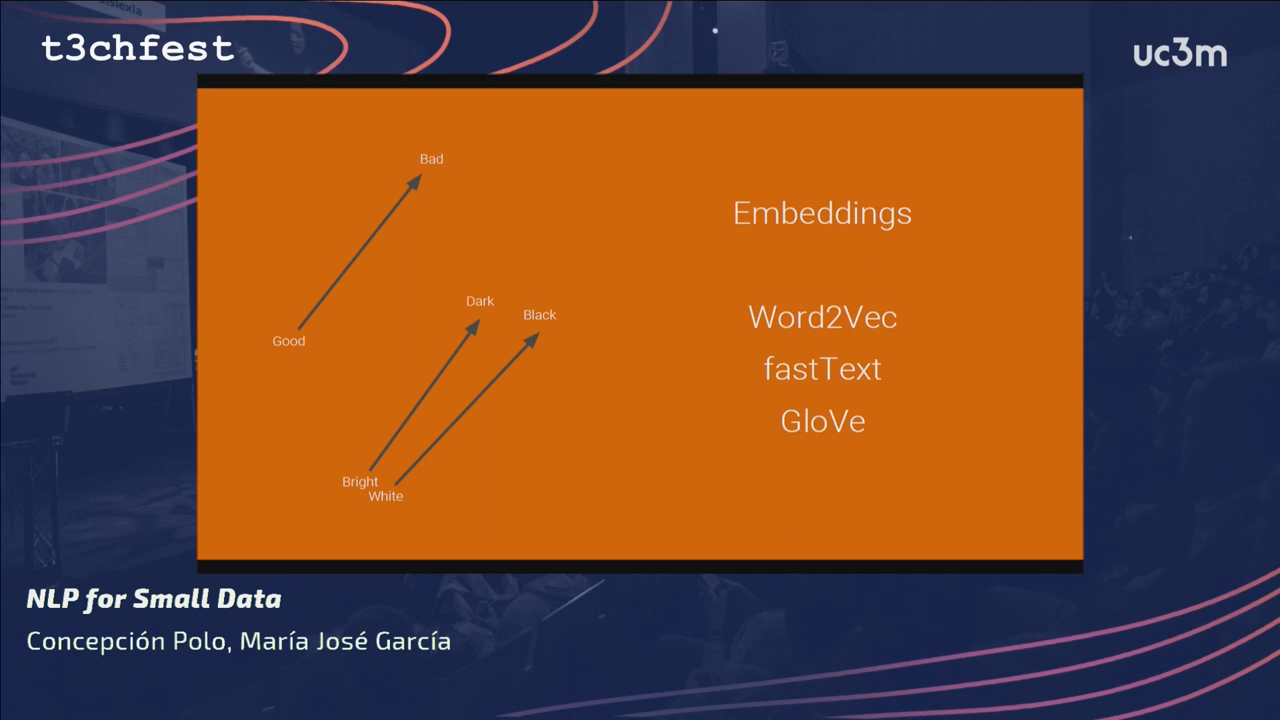 t3chfest
uc3m
Bad
Good
Dark
Black
Bright
White
Embeddings
Word2Vec
fastText
GloVe
NLP for Small Data
Concepción Polo, María José García